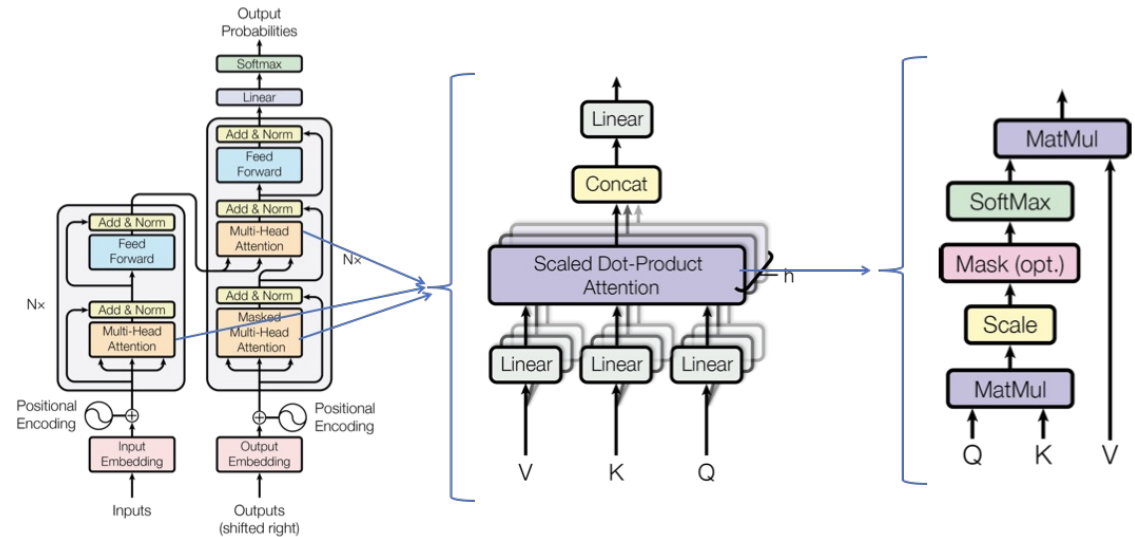 Output
Probabilities
Softmax
Linear
Add & Norm
Feed
Forward
Add & Norm
Multi-Head
Attention
Nx
Add & Norm
Masked
Multi-Head
Attention
Add & Norm
Feed
Forward
Nx
Add & Norm
Multi-Head
Attention
Positional
Encoding
Positional
Encoding
Input
Embedding
Output
Embedding
Inputs
Outputs
(shifted right)
Linear
Concat
Scaled Dot-Product
Attention
h
Linear
Linear
Linear
V
K
Q
MatMul
SoftMax
Mask (opt.)
Scale
MatMul
Q
K
V